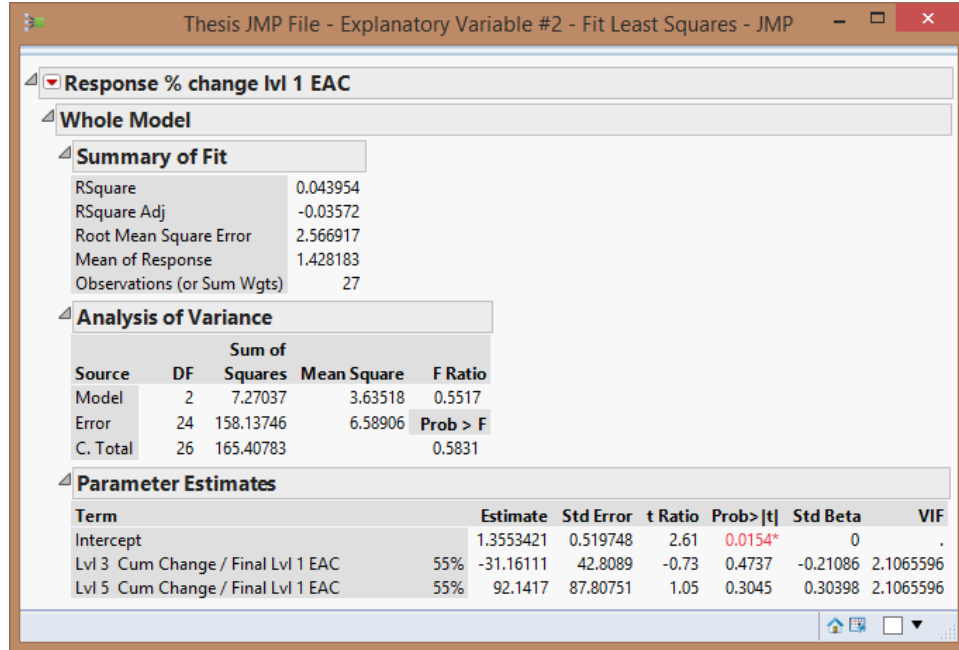 Thesis JMP File - Explanatory Variable #2 - Fit Least Squares - JMP
Response % change lvl 1 EAC
Whole Model
Summary of Fit
RSquare 0.043954
RSquare Adj -0.03572
Root Mean Square Error 2.566917
Mean of Response 1.428183
Observations (or Sum Wgts) 27
Analysis of Variance
Sum of
Source DF Squares Mean Square F Ratio
Model 2 7.27037 3.63518 0.5517
Error 24 158.13746 6.58906 Prob > F
C. Total 26 165.40783 0.5831
Parameter Estimates
Term Estimate Std Error t Ratio Prob>|t| Std Beta VIF
Intercept 1.3553421 0.519748 2.61 0.0154* 0 .
Lvl 3 Cum Change / Final Lvl 1 EAC 55% -31.16111 42.8089 -0.73 0.4737 -0.21086 2.1065596
Lvl 5 Cum Change / Final Lvl 1 EAC 55% 92.1417 87.80751 1.05 0.3045 0.30398 2.1065596